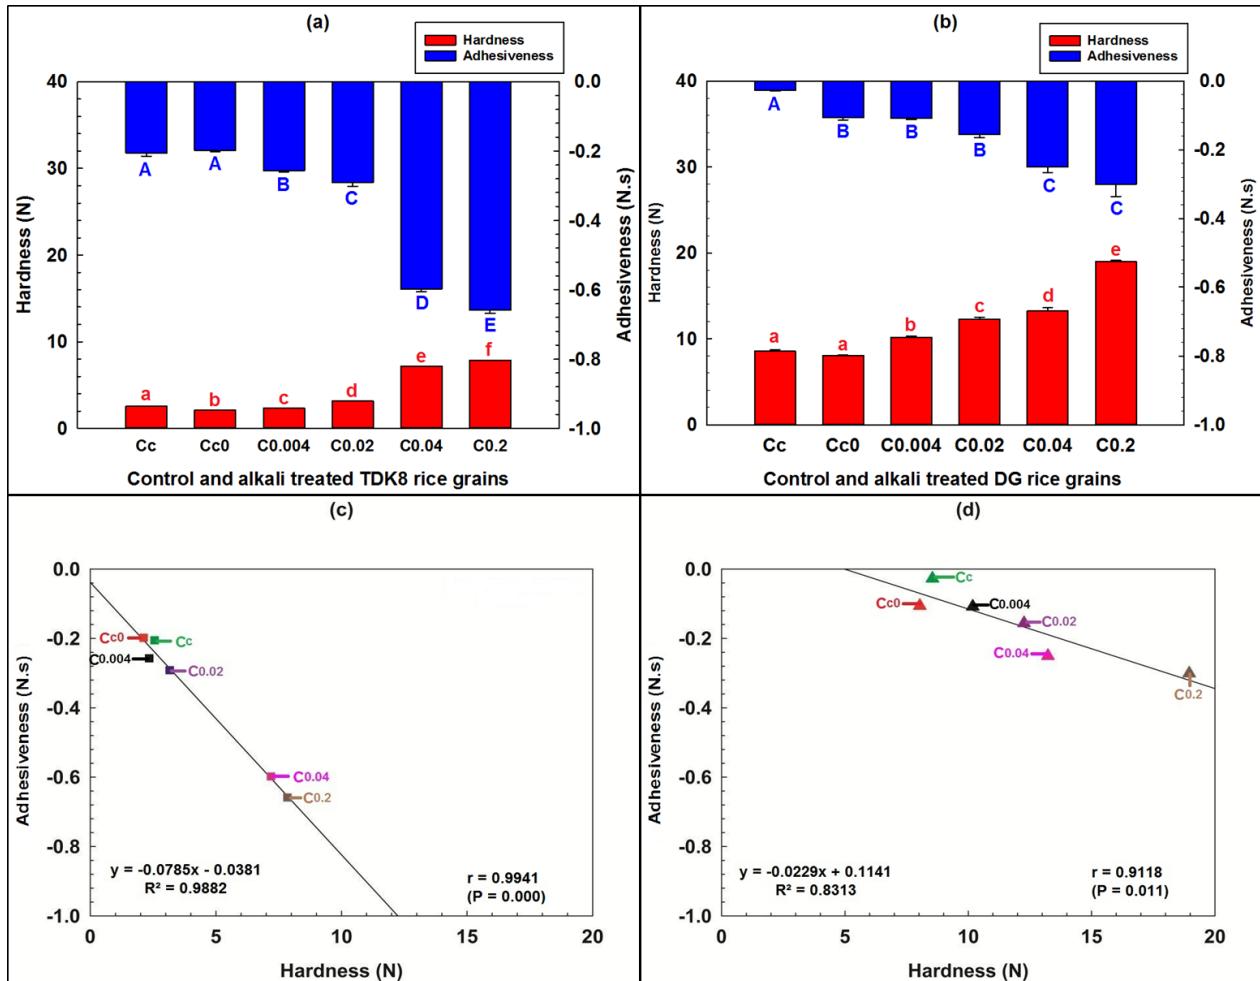 (a)
Hardness
Adhesiveness
40
30
20
10
0
Hardness (N)
0.0
-0.2
-0.4
-0.6
-0.8
-1.0
Adhesiveness (N.s)
A
A
B
C
D
E
a
b
c
d
e
f
Cc
Cc0
C0.004
C0.02
C0.04
C0.2
Control and alkali treated TDK8 rice grains
(b)
Hardness
Adhesiveness
40
30
20
10
0
Hardness (N)
0.0
-0.2
-0.4
-0.6
-0.8
-1.0
Adhesiveness (N.s)
A
B
B
B
C
C
a
a
b
c
d
e
Cc
Cc0
C0.004
C0.02
C0.04
C0.2
Control and alkali treated DG rice grains
(c)
0.0
-0.2
-0.4
-0.6
-0.8
-1.0
Adhesiveness (N.s)
Cc0
Cc
C0.004
C0.02
C0.04
C0.2
y = -0.0785x - 0.0381
R² = 0.9882
r = 0.9941
(P = 0.000)
0
5
10
15
20
Hardness (N)
(d)
0.0
-0.2
-0.4
-0.6
-0.8
-1.0
Adhesiveness (N.s)
Cc
Cc0
C0.004
C0.02
C0.04
C0.2
y = -0.0229x + 0.1141
R² = 0.8313
r = 0.9118
(P = 0.011)
0
5
10
15
20
Hardness (N)